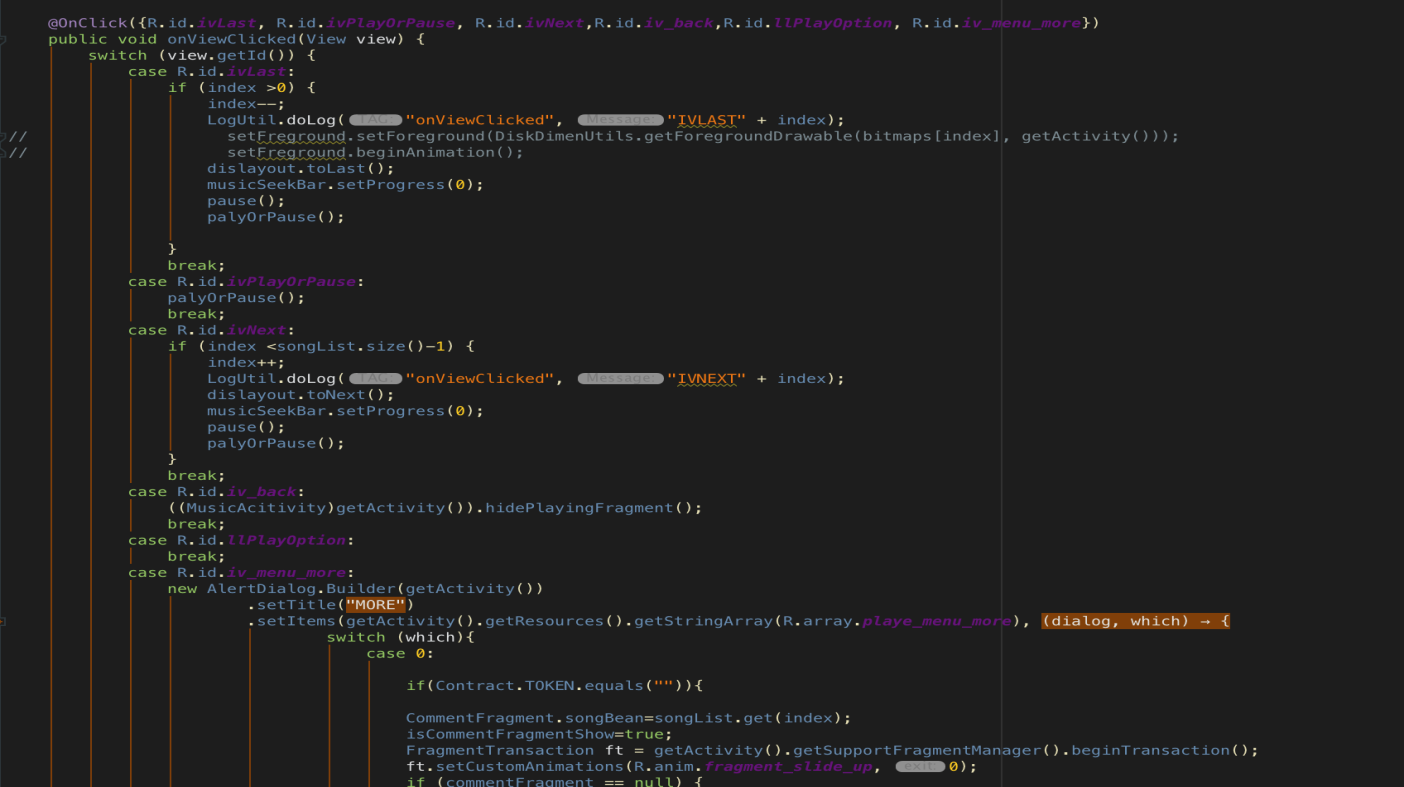 @OnClick({R.id.ivLast, R.id.ivPlayOrPause, R.id.ivNext,R.id.iv_back,R.id.llPlayOption, R.id.iv_menu_more})
public void onViewClicked(View view) {
switch (view.getId()) {
case R.id.ivLast:
if (index >0) {
index--;
LogUtil.doLog( TAG: "onViewClicked", Message: "IVLAST" + index);
// setFreground.setForeground(DiskDimenUtils.getForegroundDrawable(bitmaps[index], getActivity()));
// setFreground.beginAnimation();
dislayout.toLast();
musicSeekBar.setProgress(0);
pause();
palyOrPause();
}
break;
case R.id.ivPlayOrPause:
palyOrPause();
break;
case R.id.ivNext:
if (index <songList.size()-1) {
index++;
LogUtil.doLog( TAG: "onViewClicked", Message: "IVNEXT" + index);
dislayout.toNext();
musicSeekBar.setProgress(0);
pause();
palyOrPause();
}
break;
case R.id.iv_back:
((MusicAcitivity)getActivity()).hidePlayingFragment();
break;
case R.id.llPlayOption:
break;
case R.id.iv_menu_more:
new AlertDialog.Builder(getActivity())
.setTitle("MORE")
.setItems(getActivity().getResources().getStringArray(R.array.playe_menu_more), (dialog, which) → {
switch (which){
case 0:
if(Contract.TOKEN.equals("")){
CommentFragment.songBean=songList.get(index);
isCommentFragmentShow=true;
FragmentTransaction ft = getActivity().getSupportFragmentManager().beginTransaction();
ft.setCustomAnimations(R.anim.fragment_slide_up, exit: 0);
if (commentFragment == null) {